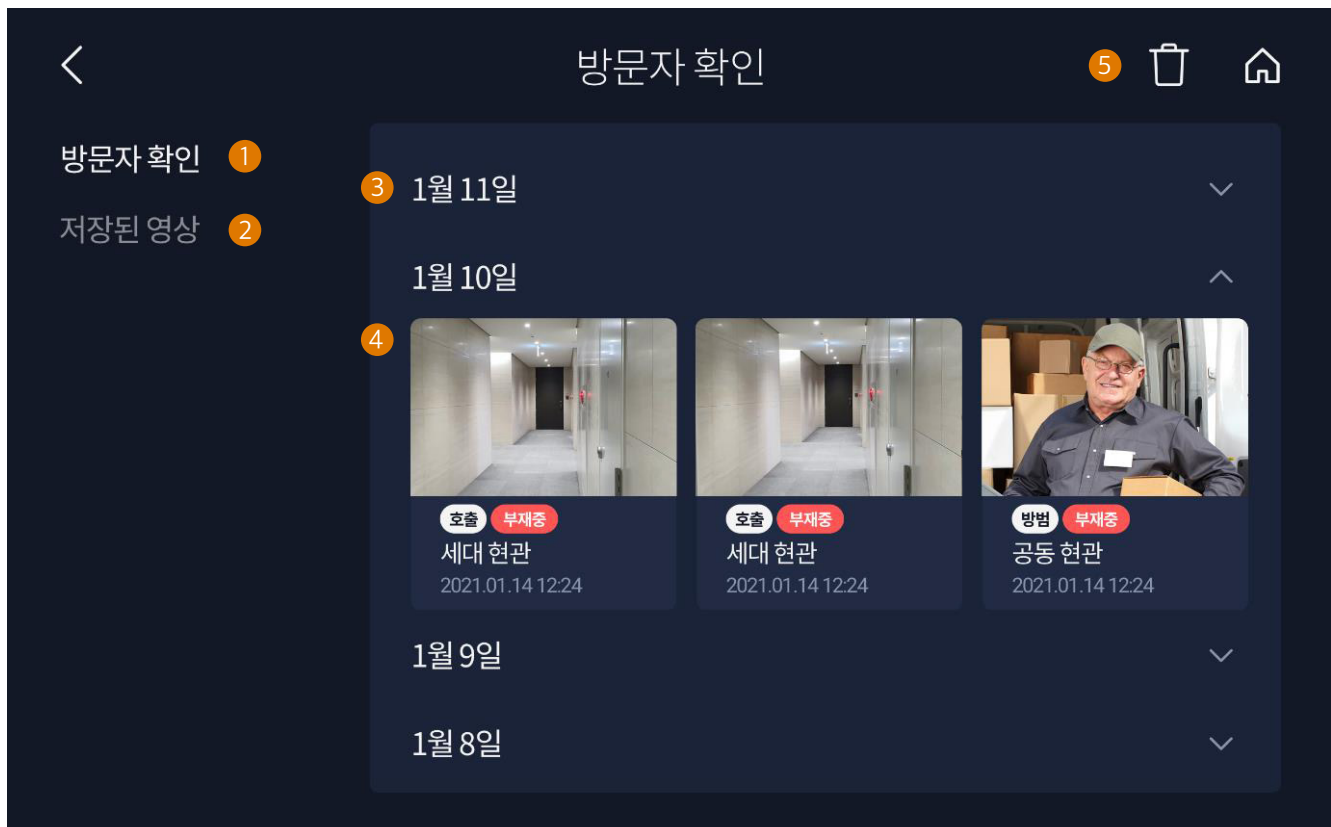 방문자 확인
5
방문자 확인 1
저장된 영상 2
3 1월 11일
1월 10일
4
호출 부재중
세대 현관
2021.01.14 12:24
호출 부재중
세대 현관
2021.01.14 12:24
방범 부재중
공동 현관
2021.01.14 12:24
1월 9일
1월 8일